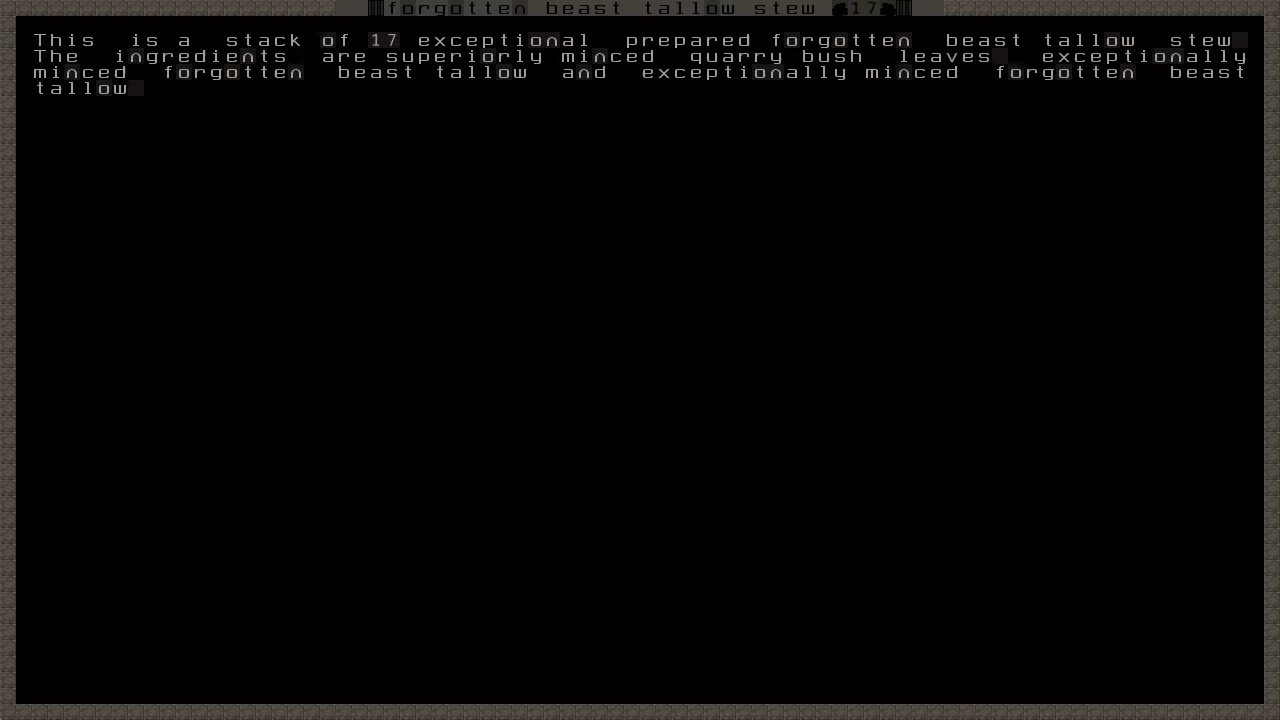 forgotten beast tallow stew 17
This is a stack of 17 exceptional prepared forgotten beast tallow stew
The ingredients are superiorly minced quarry bush leaves exceptionally
minced forgotten beast tallow and exceptionally minced forgotten beast
tallow